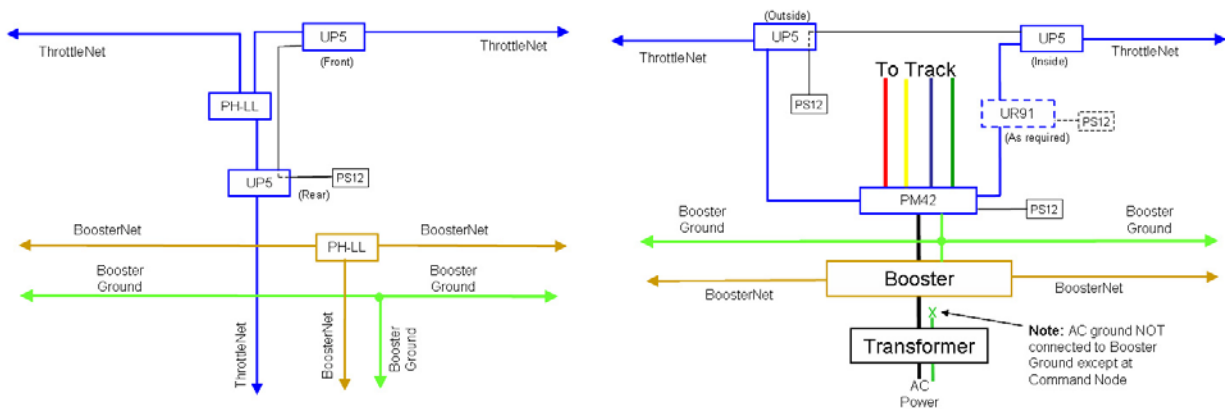 UP5
(Front)
ThrottleNet
ThrottleNet
PH-LL
UP5
(Rear)
PS12
BoosterNet
PH-LL
BoosterNet
Booster
Ground
Booster
Ground
ThrottleNet
BoosterNet
Booster
Ground
(Outside)
UP5
ThrottleNet
UP5
(Inside)
ThrottleNet
To Track
PS12
UR91
(As required)
PS12
PM42
PS12
Booster
Ground
Booster
Ground
Booster
BoosterNet
BoosterNet
X
Transformer
Note: AC ground NOT
connected to Booster
Ground except at
Command Node
AC
Power